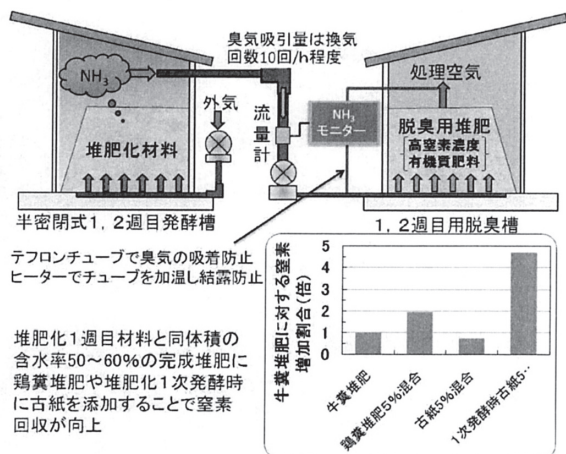 臭気吸引量は換気
回数10回/h程度
NH3
外気
流量計
NH3
モニター
処理空気
堆肥化材料
脱臭用堆肥
高窒素濃度
有機質肥料
半密閉式1,2週目発酵槽
1,2週目用脱臭槽
テフロンチューブで臭気の吸着防止
ヒーターでチューブを加温し結露防止
堆肥化1週目材料と同体積の
含水率50~60%の完成堆肥に
鶏糞堆肥や堆肥化1次発酵時
に古紙を添加することで窒素
回収が向上
牛糞堆肥に対する窒素
増加割合(倍)
5
4
3
2
1
0
牛糞堆肥
鶏糞堆肥5%混合
古紙5%混合
1次発酵時古紙5…